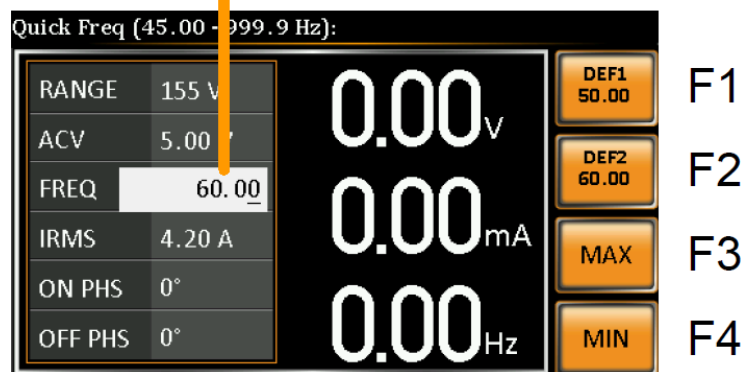 Quick Freq (45.00 - 999.9 Hz):
RANGE 155 V
ACV 5.00
FREQ 60.00
IRMS 4.20 A
ON PHS 0°
OFF PHS 0°
0.00V
0.00mA
0.00Hz
DEF1
50.00
F1
DEF2
60.00
F2
MAX
F3
MIN
F4